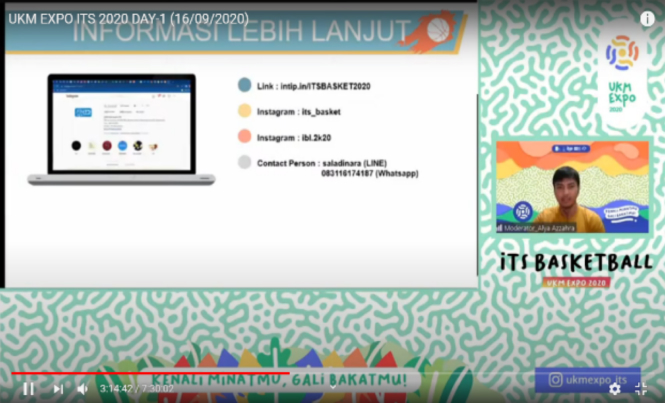 UKM EXPO ITS 2020 DAY-1 (16/09/2020)
INFORMASI LEBIH LANJUT
Link : intip.in/ITSBASKET2020
Instagram : its_basket
Instagram : ibl.2k20
Contact Person : saladinara (LINE)
083116174187 (Whatsapp)
UKM
EXPO
2020
Moderator_Alya Azzahra
iTS BASKETBALL
UKM EXPO 2020
KENALI MINATMU, GALI BAKATMU!
3:14:42 / 7:30:02
ukmexpo_its